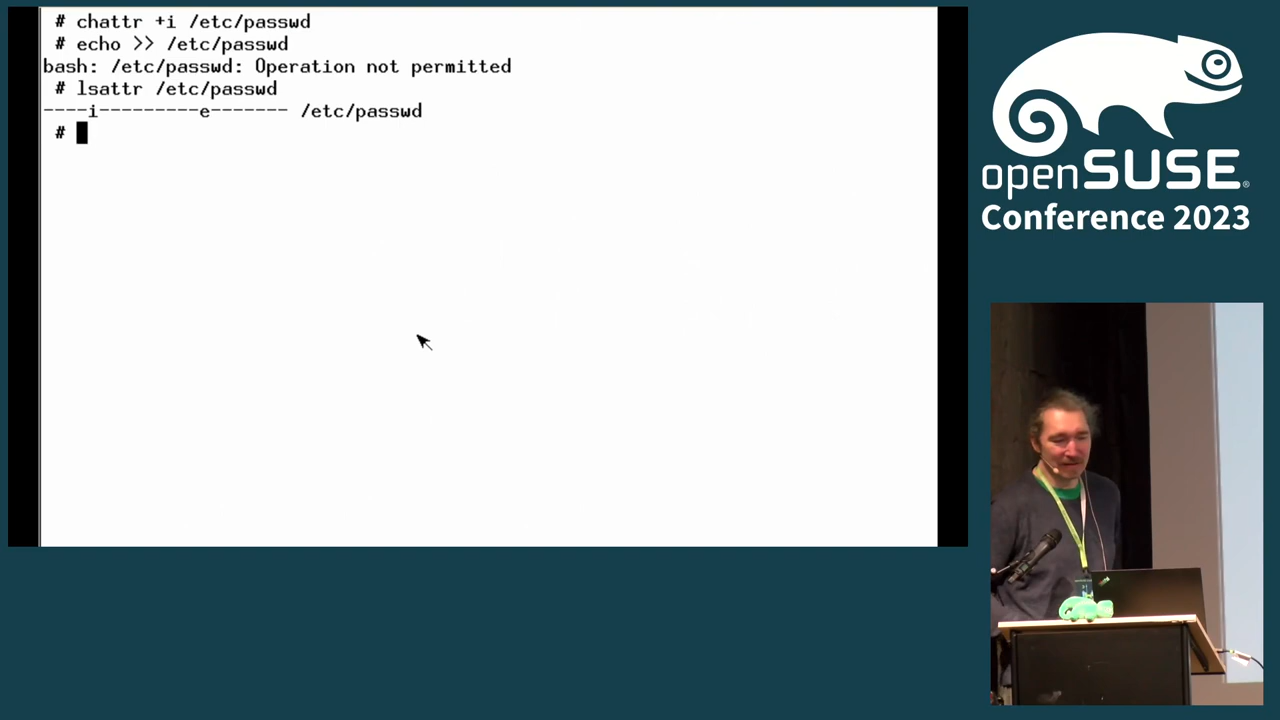 # chattr +i /etc/passwd
# echo >> /etc/passwd
bash: /etc/passwd: Operation not permitted
# lsattr /etc/passwd
----i---------e------- /etc/passwd
#
openSUSE®
Conference 2023